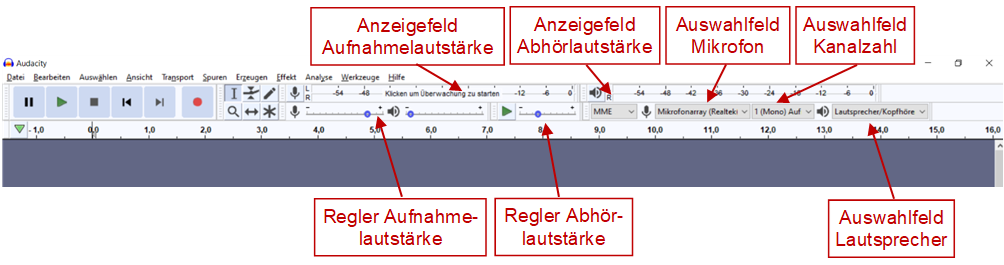 Anzeigefeld
Aufnahmelautstärke
Anzeigefeld
Abhörlautstärke
Auswahlfeld
Mikrofon
Auswahlfeld
Kanalzahl
Audacity
Datei Bearbeiten Auswählen Ansicht Transport Spuren Erzeugen Effekt Analyse Werkzeuge Hilfe
L
R
-54 -48 Klicken um Überwachung zu starten -12 -6 0
R
-54 -48 -42 -36 -30 -24 -18 -12 -6 0
- + - + - +
MME Mikrofonarray (Realtek) 1 (Mono) Auf Lautsprecher/Kopfhöre
- 1,0 0,0 1,0 2,0 3,0 4,0 5,0 6,0 7,0 8,0 9,0 10,0 11,0 12,0 13,0 14,0 15,0 16,0
Regler Aufnahme-
lautstärke
Regler Abhör-
lautstärke
Auswahlfeld
Lautsprecher